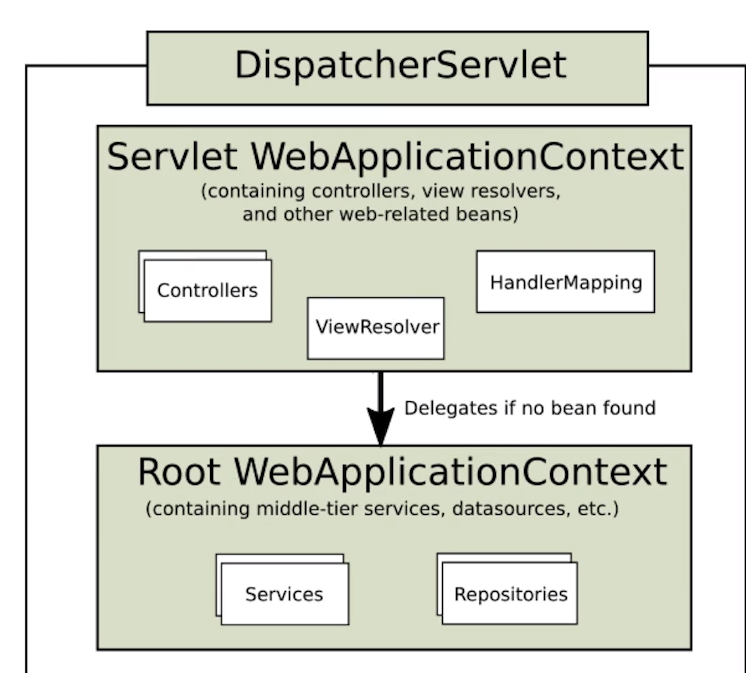 DispatcherServlet
Servlet WebApplicationContext
(containing controllers, view resolvers,
and other web-related beans)
Controllers
HandlerMapping
ViewResolver
Delegates if no bean found
Root WebApplicationContext
(containing middle-tier services, datasources, etc.)
Services
Repositories